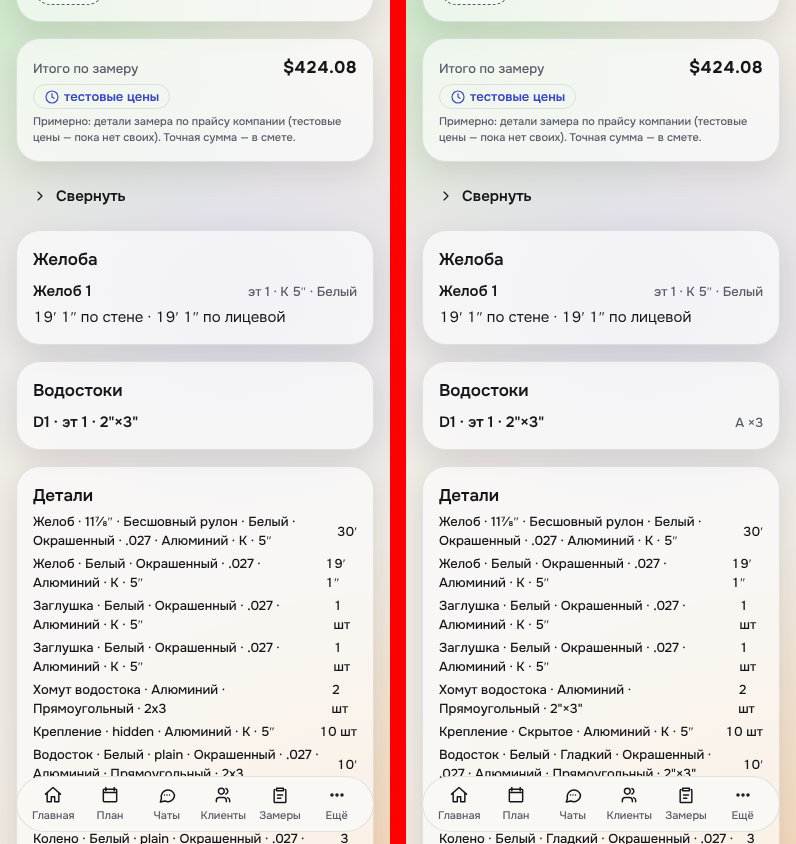 Итого по замеру $424.08
тестовые цены
Примерно: детали замера по прайсу компании (тестовые
цены — пока нет своих). Точная сумма — в смете.
Свернуть
Желоба
Желоб 1 эт 1 · K 5″ · Белый
19′ 1″ по стене · 19′ 1″ по лицевой
Водостоки
D1 · эт 1 · 2"×3"
Детали
Желоб · 11⅞″ · Бесшовный рулон · Белый ·
Окрашенный · .027 · Алюминий · K · 5″
30′
Желоб · Белый · Окрашенный · .027 ·
Алюминий · K · 5″
19′
1″
Заглушка · Белый · Окрашенный · .027 ·
Алюминий · K · 5″
1
шт
Заглушка · Белый · Окрашенный · .027 ·
Алюминий · K · 5″
1
шт
Хомут водостока · Алюминий ·
Прямоугольный · 2x3
2
шт
Крепление · hidden · Алюминий · K · 5″ 10 шт
Водосток · Белый · plain · Окрашенный · .027 ·
Алюминий · Прямоугольный · 2x3
10′
Главная План Чаты Клиенты Замеры Ещё
Колено · Белый · plain · Окрашенный · .027 · 3
Итого по замеру $424.08
тестовые цены
Примерно: детали замера по прайсу компании (тестовые
цены — пока нет своих). Точная сумма — в смете.
Свернуть
Желоба
Желоб 1 эт 1 · K 5″ · Белый
19′ 1″ по стене · 19′ 1″ по лицевой
Водостоки
D1 · эт 1 · 2"×3" A ×3
Детали
Желоб · 11⅞″ · Бесшовный рулон · Белый ·
Окрашенный · .027 · Алюминий · K · 5″
30′
Желоб · Белый · Окрашенный · .027 ·
Алюминий · K · 5″
19′
1″
Заглушка · Белый · Окрашенный · .027 ·
Алюминий · K · 5″
1
шт
Заглушка · Белый · Окрашенный · .027 ·
Алюминий · K · 5″
1
шт
Хомут водостока · Алюминий ·
Прямоугольный · 2"×3"
2
шт
Крепление · Скрытое · Алюминий · K · 5″ 10 шт
Водосток · Белый · Гладкий · Окрашенный ·
.027 · Алюминий · Прямоугольный · 2"×3"
10′
Главная План Чаты Клиенты Замеры Ещё
Колено · Белый · Гладкий · Окрашенный · .027 · 3